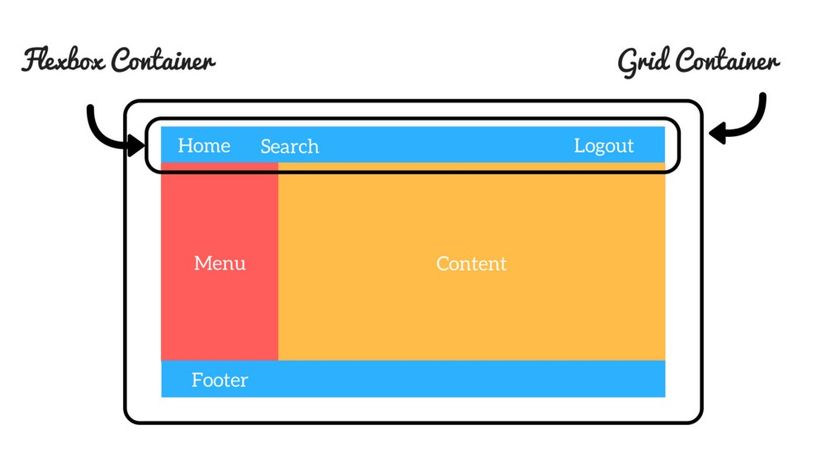 Flexbox Container
Grid Container
Home Search Logout
Menu
Content
Footer